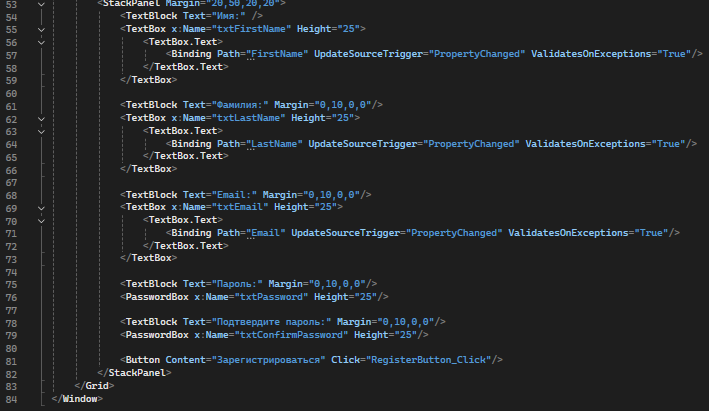 53 <StackPanel Margin="20,50,20,20">
54 <TextBlock Text="Имя:" />
55 <TextBox x:Name="txtFirstName" Height="25">
56 <TextBox.Text>
57 <Binding Path="FirstName" UpdateSourceTrigger="PropertyChanged" ValidatesOnExceptions="True"/>
58 </TextBox.Text>
59 </TextBox>
60
61 <TextBlock Text="Фамилия:" Margin="0,10,0,0"/>
62 <TextBox x:Name="txtLastName" Height="25">
63 <TextBox.Text>
64 <Binding Path="LastName" UpdateSourceTrigger="PropertyChanged" ValidatesOnExceptions="True"/>
65 </TextBox.Text>
66 </TextBox>
67
68 <TextBlock Text="Email:" Margin="0,10,0,0"/>
69 <TextBox x:Name="txtEmail" Height="25">
70 <TextBox.Text>
71 <Binding Path="Email" UpdateSourceTrigger="PropertyChanged" ValidatesOnExceptions="True"/>
72 </TextBox.Text>
73 </TextBox>
74
75 <TextBlock Text="Пароль:" Margin="0,10,0,0"/>
76 <PasswordBox x:Name="txtPassword" Height="25"/>
77
78 <TextBlock Text="Подтвердите пароль:" Margin="0,10,0,0"/>
79 <PasswordBox x:Name="txtConfirmPassword" Height="25"/>
80
81 <Button Content="Зарегистрироваться" Click="RegisterButton_Click"/>
82 </StackPanel>
83 </Grid>
84 </Window>